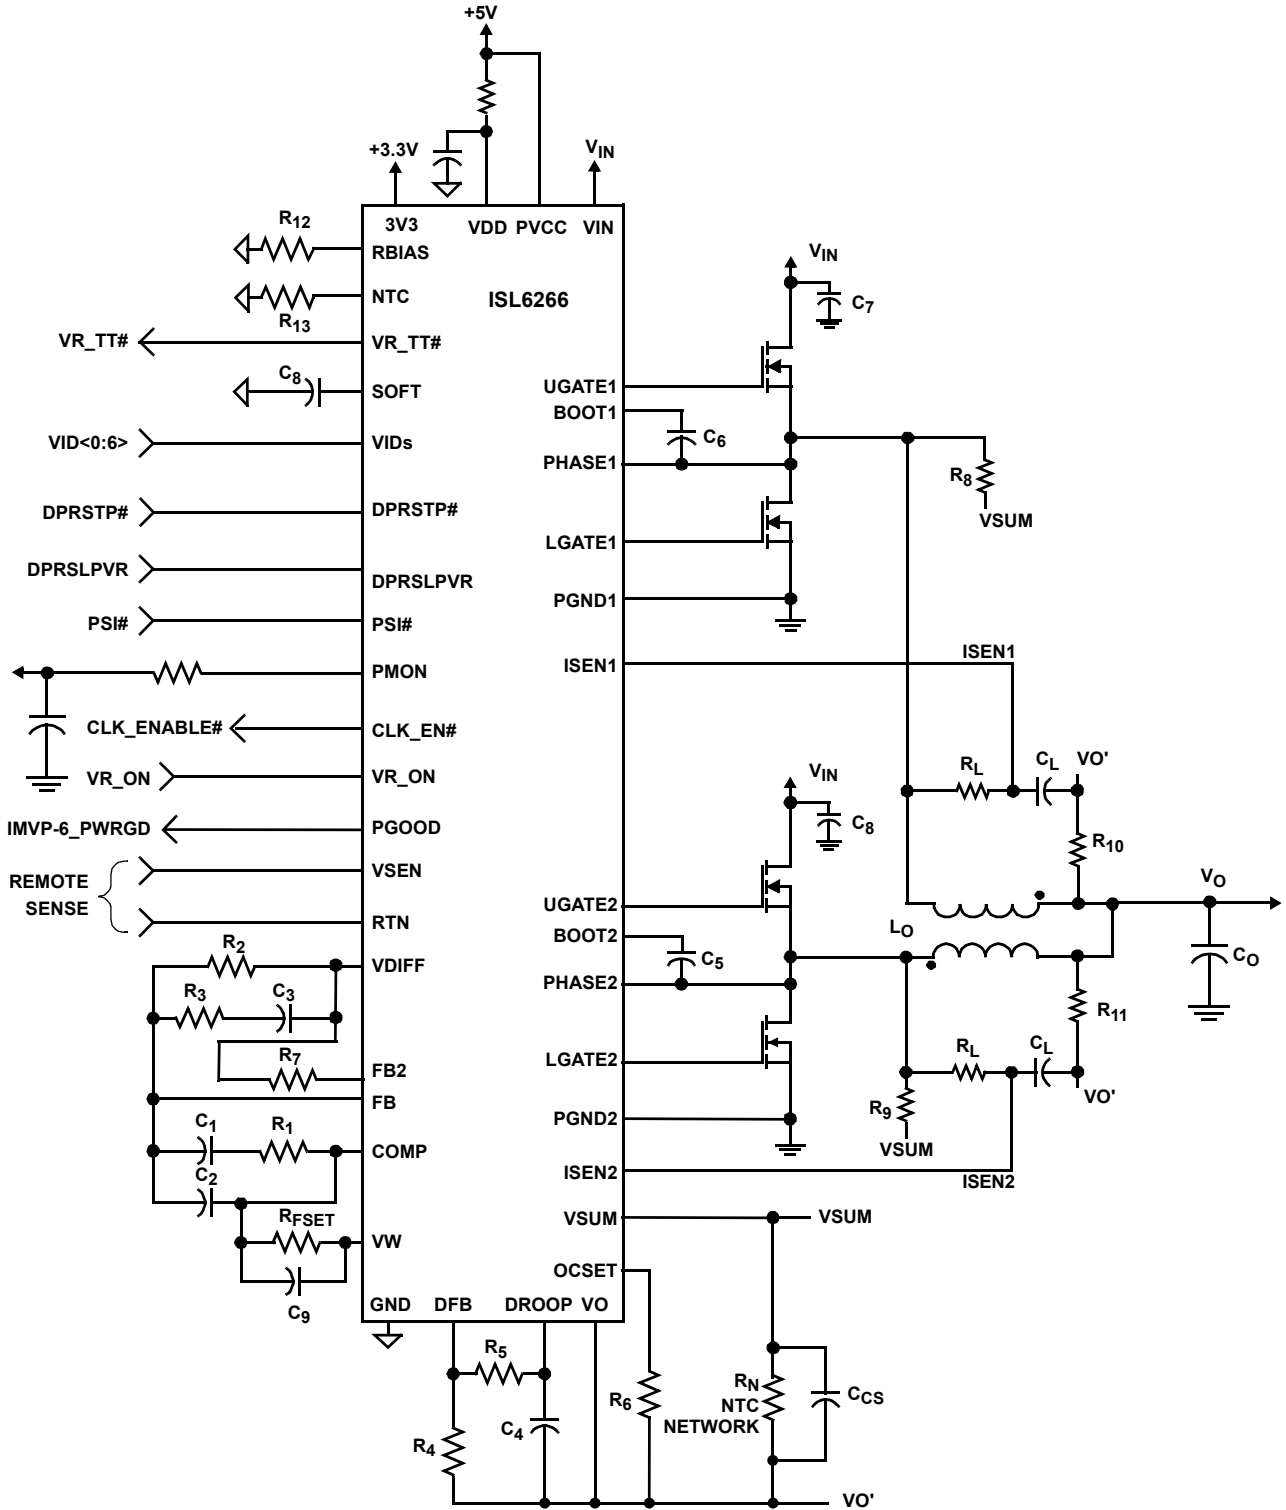 +5V
+3.3V
VIN
3V3
VDD PVCC VIN
R12
RBIAS
ISL6266
NTC
R13
VR_TT#
VR_TT#
C8
SOFT
VID<0:6>
VIDs
DPRSTP#
DPRSTP#
DPRSLPVR
DPRSLPVR
PSI#
PSI#
PMON
CLK_ENABLE#
CLK_EN#
VR_ON
VR_ON
IMVP-6_PWRGD
PGOOD
REMOTE
SENSE
VSEN
RTN
R2
VDIFF
R3
C3
R7
FB2
FB
C1
R1
COMP
C2
RFSET
VW
C9
GND
DFB
DROOP
VO
VIN
C7
UGATE1
BOOT1
C6
PHASE1
R8
VSUM
LGATE1
PGND1
ISEN1
ISEN1
RL
CL
VO'
R10
VIN
C8
UGATE2
BOOT2
C5
PHASE2
LO
VO
CO
R11
LGATE2
RL
CL
VO'
R9
VSUM
PGND2
ISEN2
ISEN2
VSUM
VSUM
OCSET
R5
R4
C4
R6
RN
NTC
NETWORK
CCS
VO'